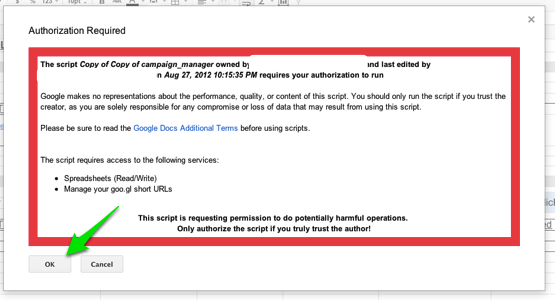 Authorization Required
The script Copy of Copy of campaign_manager owned by and last edited by
n Aug 27, 2012 10:15:35 PM requires your authorization to run
Google makes no representations about the performance, quality, or content of this script. You should only run the script if you trust the
creator, as you are solely responsible for any compromise or loss of data that may result from using this script.
Please be sure to read the Google Docs Additional Terms before using scripts.
The script requires access to the following services:
• Spreadsheets (Read/Write)
• Manage your goo.gl short URLs
This script is requesting permission to do potentially harmful operations.
Only authorize the script if you truly trust the author!
OK Cancel